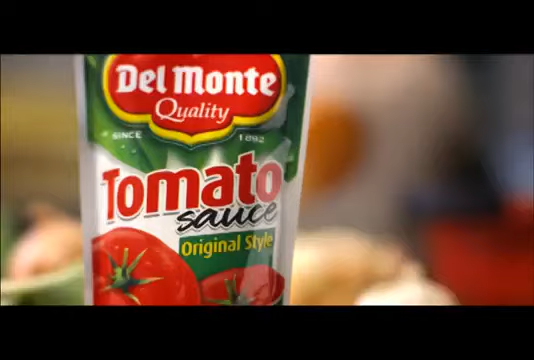 Del Monte
Quality
SINCE 1892
Tomato
sauce
Original Style